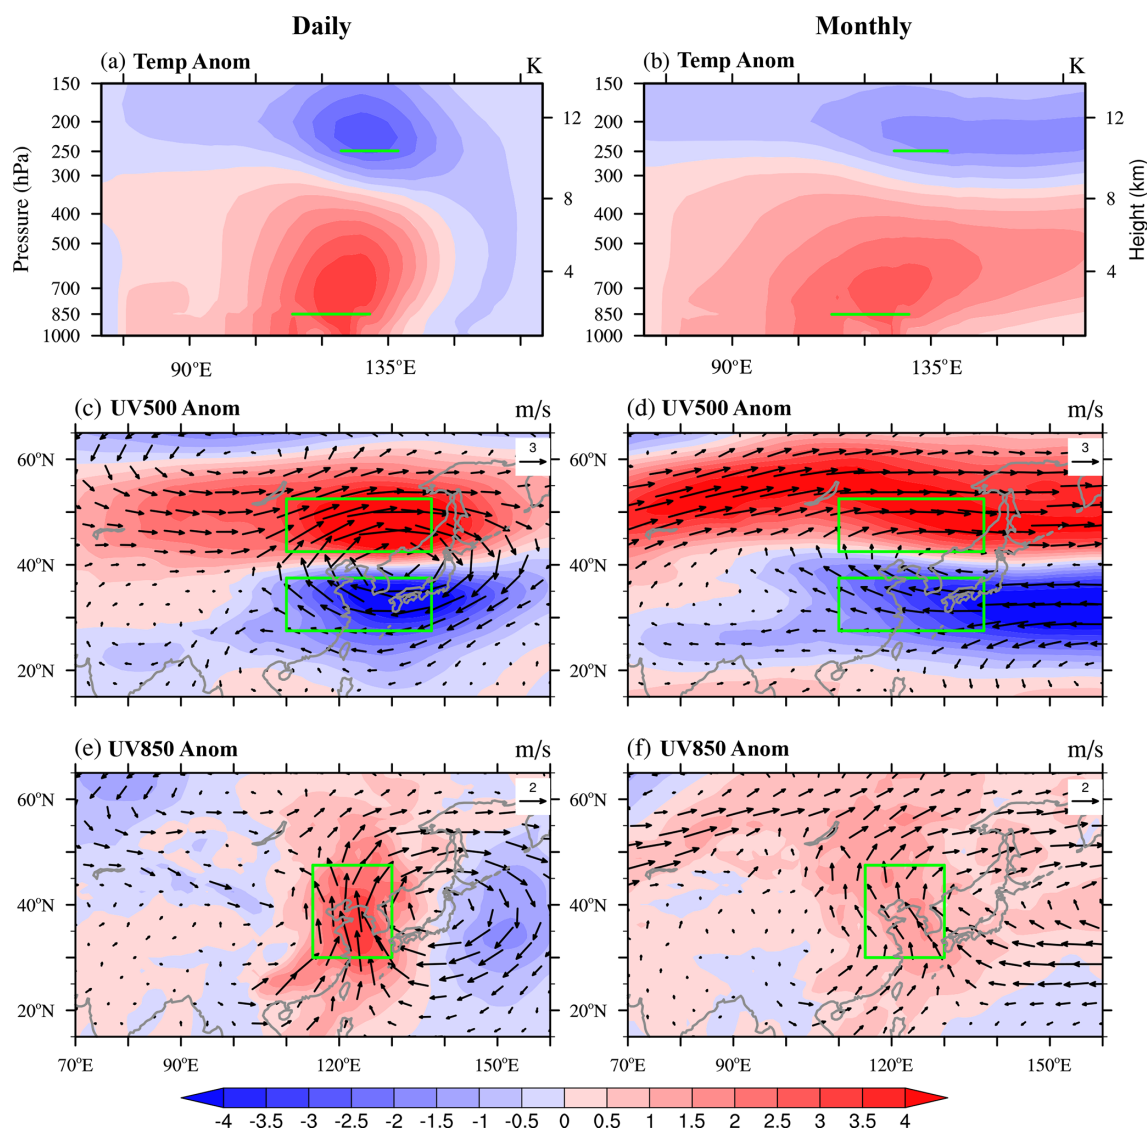 Daily Monthly
(a) Temp Anom K (b) Temp Anom K
150 150
200 12 200 12
250 250
300 300
8 8
400 400
500 500
4 4
700 700
850 850
1000 1000
Pressure (hPa) Height (km)
90°E 135°E 90°E 135°E
(c) UV500 Anom m/s (d) UV500 Anom m/s
3 3
60°N 60°N
40°N 40°N
20°N 20°N
(e) UV850 Anom m/s (f) UV850 Anom m/s
2 2
60°N 60°N
40°N 40°N
20°N 20°N
70°E 90°E 120°E 150°E 70°E 90°E 120°E 150°E
-4 -3.5 -3 -2.5 -2 -1.5 -1 -0.5 0 0.5 1 1.5 2 2.5 3 3.5 4